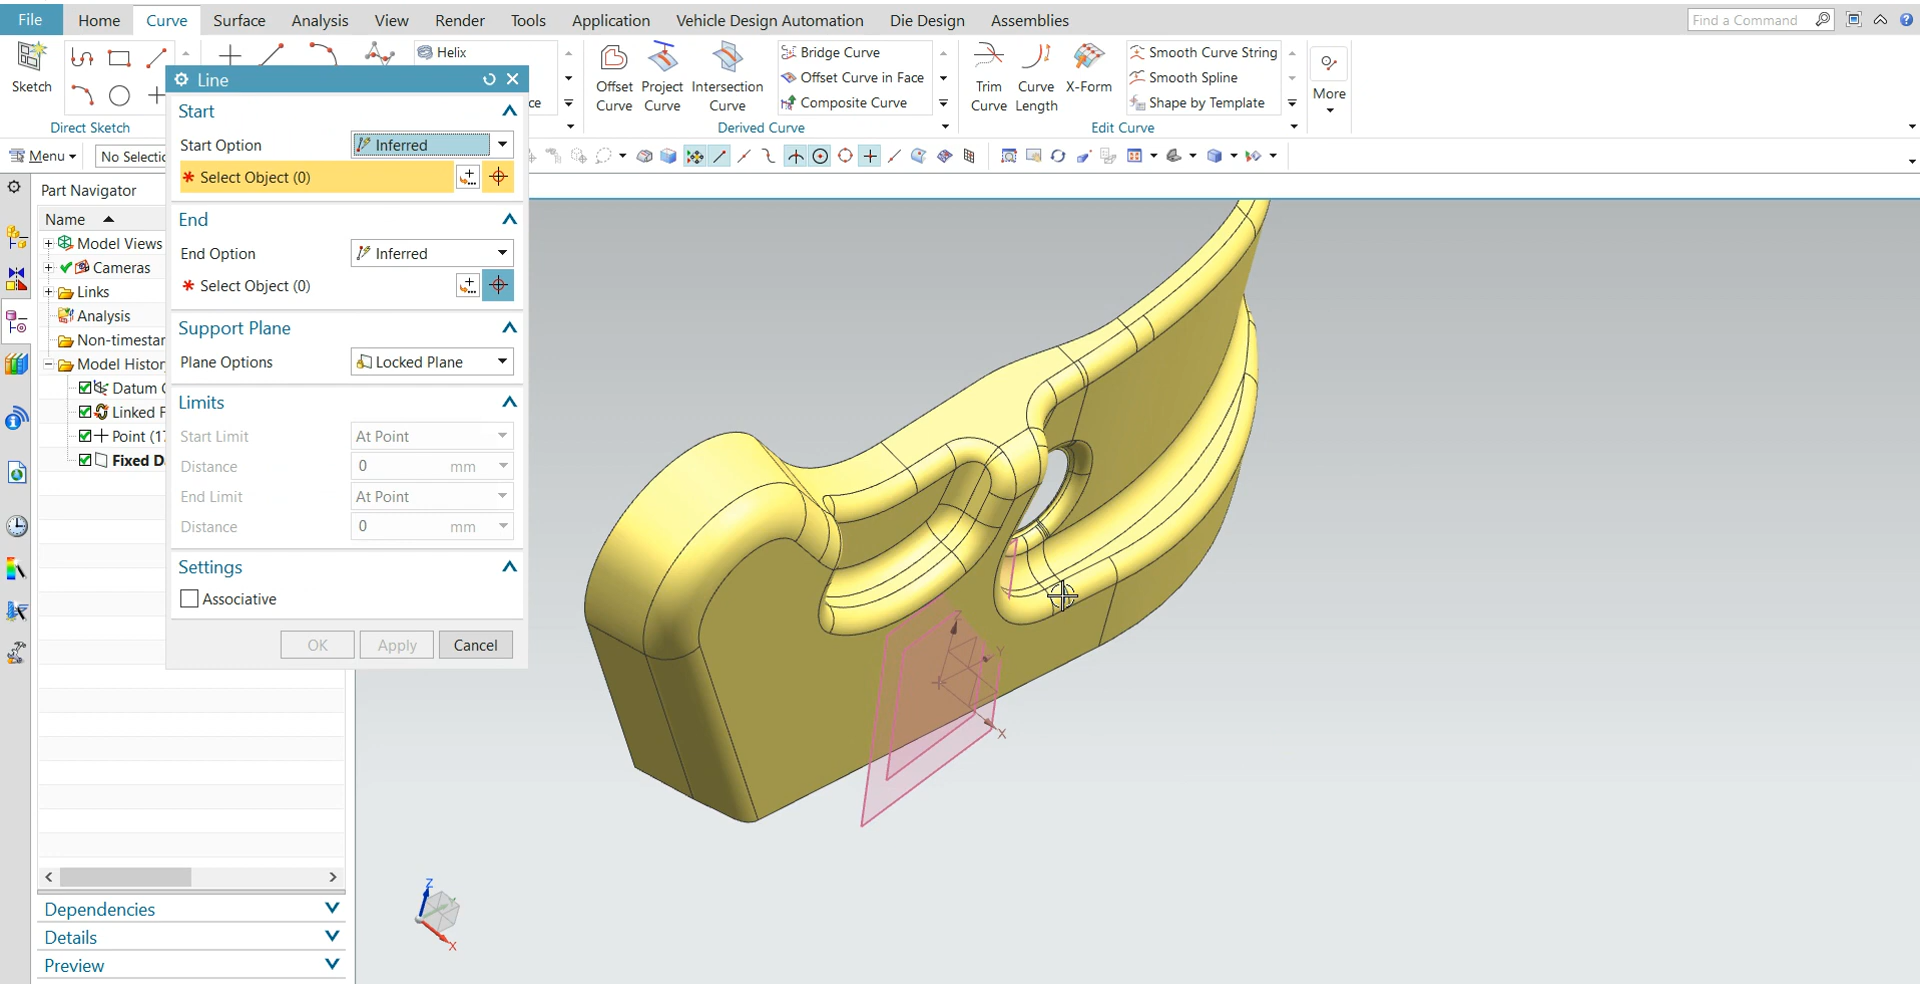 File Home Curve Surface Analysis View Render Tools Application Vehicle Design Automation Die Design Assemblies Find a Command
Helix
Bridge Curve
Smooth Curve String
Sketch
Offset Curve in Face
Smooth Spline
Offset Curve
Project Curve
Intersection Curve
Composite Curve
Trim Curve
Curve Length
X-Form
Shape by Template
More
ce
Direct Sketch
Derived Curve
Edit Curve
Menu
No Selectic
Line
Start
Start Option Inferred
* Select Object (0)
End
End Option Inferred
* Select Object (0)
Support Plane
Plane Options Locked Plane
Limits
Start Limit At Point
Distance 0 mm
End Limit At Point
Distance 0 mm
Settings
Associative
OK Apply Cancel
Part Navigator
Name
Model Views
Cameras
Links
Analysis
Non-timestar
Model Histor
Datum C
Linked F
Point (17
Fixed D
Dependencies
Details
Preview
Z
Y
X
Z
X